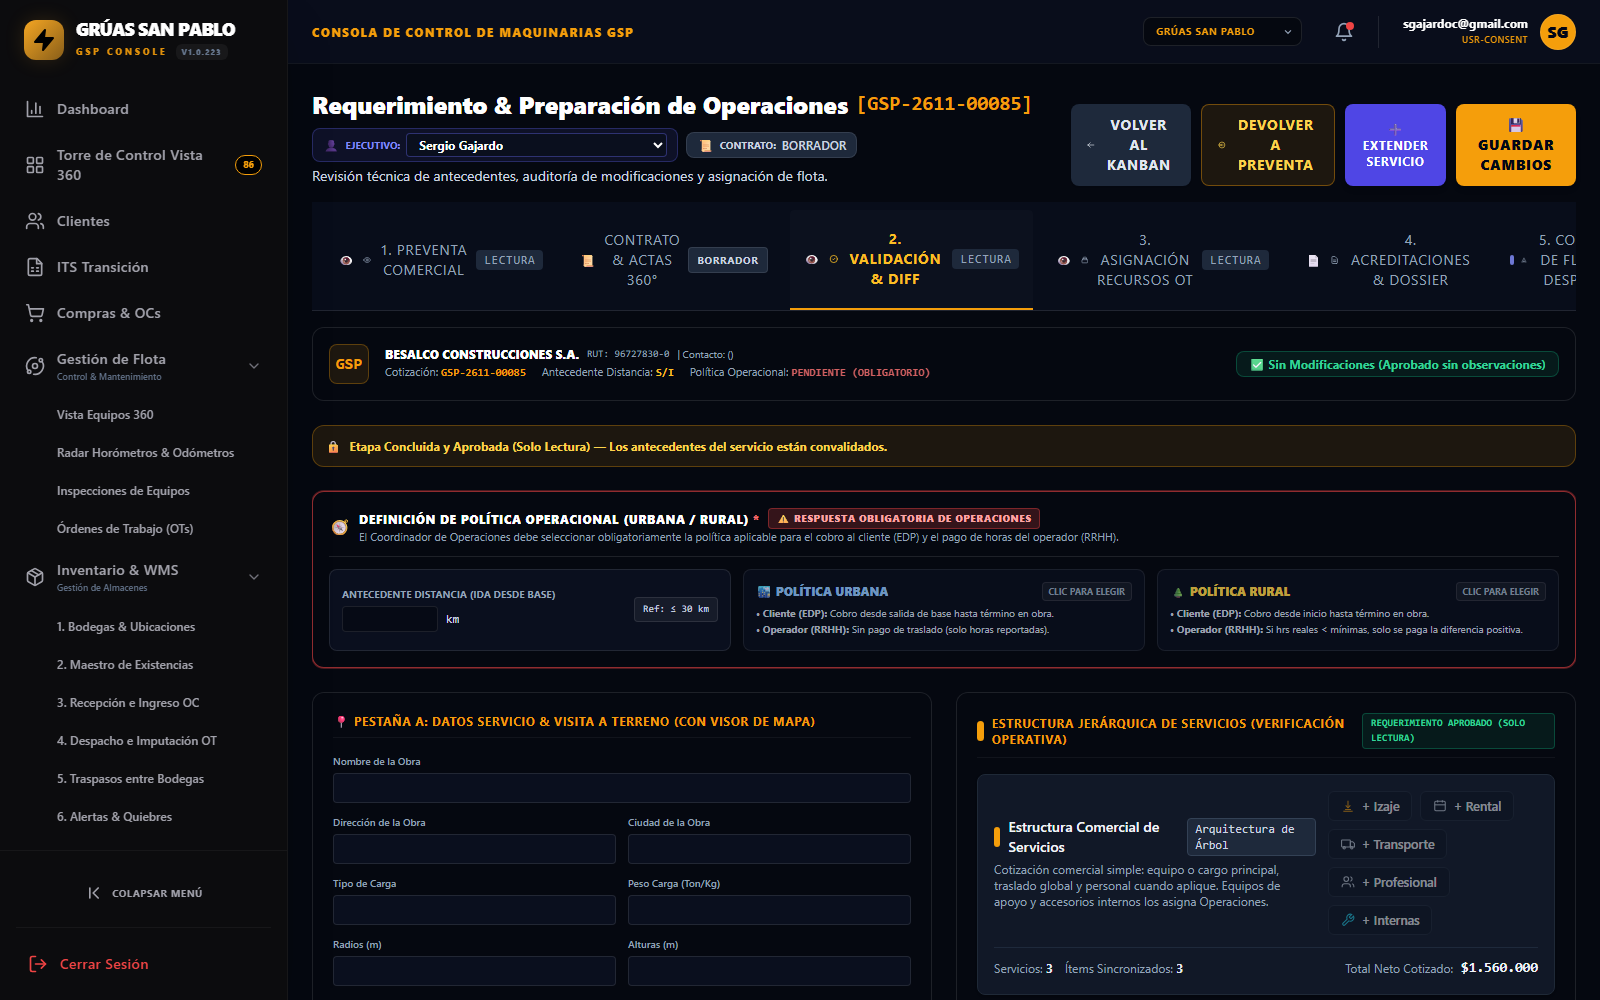 GRÚAS SAN PABLO
GSP CONSOLE V1.0.223
Dashboard
Torre de Control Vista 360
86
Clientes
ITS Transición
Compras & OCs
Gestión de Flota
Control & Mantenimiento
Vista Equipos 360
Radar Horómetros & Odómetros
Inspecciones de Equipos
Órdenes de Trabajo (OTs)
Inventario & WMS
Gestión de Almacenes
1. Bodegas & Ubicaciones
2. Maestro de Existencias
3. Recepción e Ingreso OC
4. Despacho e Imputación OT
5. Traspasos entre Bodegas
6. Alertas & Quiebres
COLAPSAR MENÚ
Cerrar Sesión
CONSOLA DE CONTROL DE MAQUINARIAS GSP
GRÚAS SAN PABLO
sgajardoc@gmail.com
USR-CONSENT
SG
Requerimiento & Preparación de Operaciones [GSP-2611-00085]
EJECUTIVO: Sergio Gajardo
CONTRATO: BORRADOR
Revisión técnica de antecedentes, auditoría de modificaciones y asignación de flota.
VOLVER AL KANBAN
DEVOLVER A PREVENTA
EXTENDER SERVICIO
GUARDAR CAMBIOS
1. PREVENTA COMERCIAL LECTURA
CONTRATO & ACTAS 360° BORRADOR
2. VALIDACIÓN & DIFF LECTURA
3. ASIGNACIÓN RECURSOS OT LECTURA
4. ACREDITACIONES & DOSSIER
5. CO
DE FL
DESP
GSP
BESALCO CONSTRUCCIONES S.A. RUT: 96727830-0 | Contacto: ()
Cotización: GSP-2611-00085 Antecedente Distancia: S/I Política Operacional: PENDIENTE (OBLIGATORIO)
✅ Sin Modificaciones (Aprobado sin observaciones)
Etapa Concluida y Aprobada (Solo Lectura) — Los antecedentes del servicio están convalidados.
DEFINICIÓN DE POLÍTICA OPERACIONAL (URBANA / RURAL) * ⚠ RESPUESTA OBLIGATORIA DE OPERACIONES
El Coordinador de Operaciones debe seleccionar obligatoriamente la política aplicable para el cobro al cliente (EDP) y el pago de horas del operador (RRHH).
ANTECEDENTE DISTANCIA (IDA DESDE BASE)
km
Ref: ≤ 30 km
POLÍTICA URBANA CLIC PARA ELEGIR
• Cliente (EDP): Cobro desde salida de base hasta término en obra.
• Operador (RRHH): Sin pago de traslado (solo horas reportadas).
POLÍTICA RURAL CLIC PARA ELEGIR
• Cliente (EDP): Cobro desde inicio hasta término en obra.
• Operador (RRHH): Si hrs reales < mínimas, solo se paga la diferencia positiva.
PESTAÑA A: DATOS SERVICIO & VISITA A TERRENO (CON VISOR DE MAPA)
Nombre de la Obra
Dirección de la Obra
Ciudad de la Obra
Tipo de Carga
Peso Carga (Ton/Kg)
Radios (m)
Alturas (m)
ESTRUCTURA JERÁRQUICA DE SERVICIOS (VERIFICACIÓN OPERATIVA)
REQUERIMIENTO APROBADO (SOLO LECTURA)
Estructura Comercial de Servicios
Arquitectura de Árbol
Cotización comercial simple: equipo o cargo principal,
traslado global y personal cuando aplique. Equipos de
apoyo y accesorios internos los asigna Operaciones.
+ Izaje
+ Rental
+ Transporte
+ Profesional
+ Internas
Servicios: 3 Ítems Sincronizados: 3
Total Neto Cotizado: $1.560.000